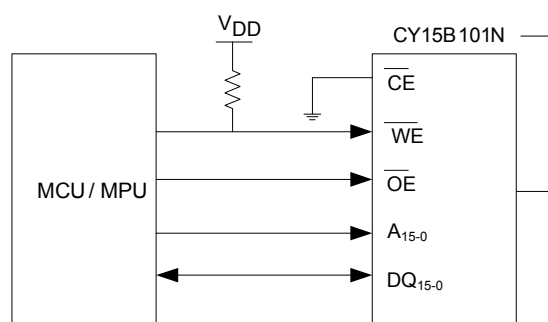 VDD
CY15B101N
CE
WE
MCU / MPU
OE
A15-0
DQ15-0